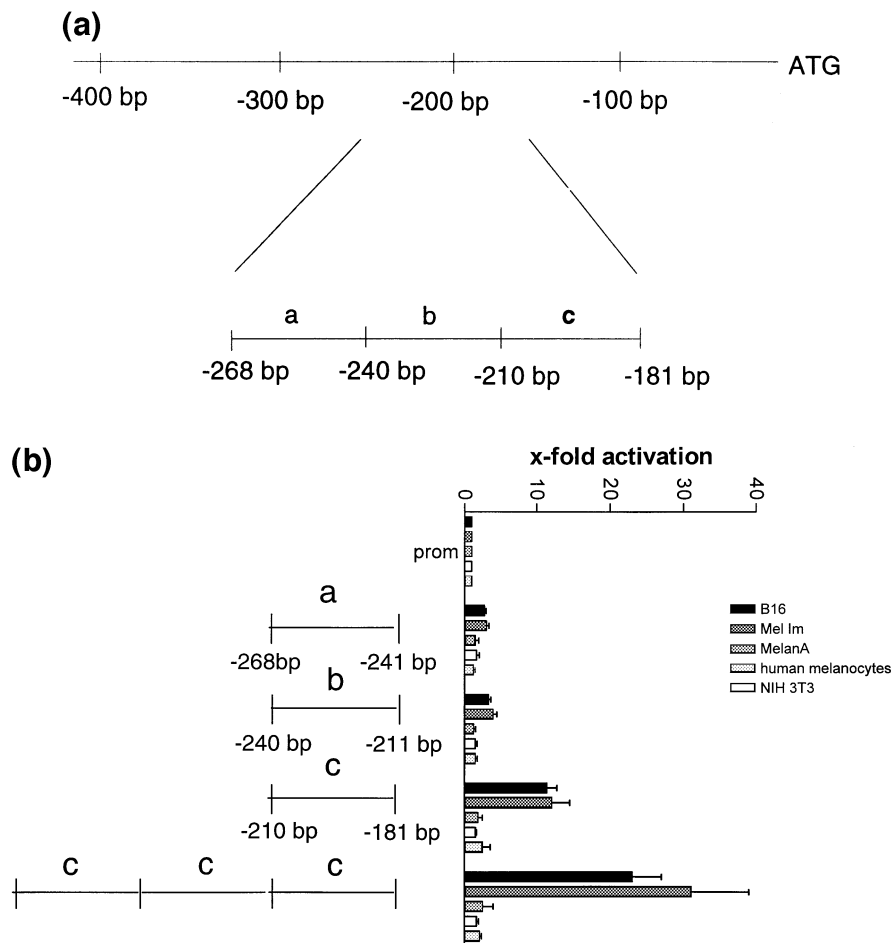 (a)
ATG
-400 bp -300 bp -200 bp -100 bp
a b c
-268 bp -240 bp -210 bp -181 bp
(b)
x-fold activation
0 10 20 30 40
prom
a
-268bp -241 bp
b
-240 bp -211 bp
c
-210 bp -181 bp
c c c
B16
Mel Im
MelanA
human melanocytes
NIH 3T3